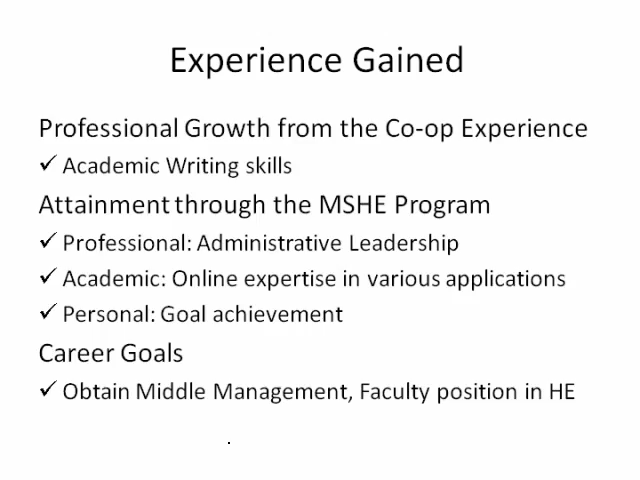 Experience Gained
Professional Growth from the Co-op Experience
✓ Academic Writing skills
Attainment through the MSHE Program
✓ Professional: Administrative Leadership
✓ Academic: Online expertise in various applications
✓ Personal: Goal achievement
Career Goals
✓ Obtain Middle Management, Faculty position in HE
.